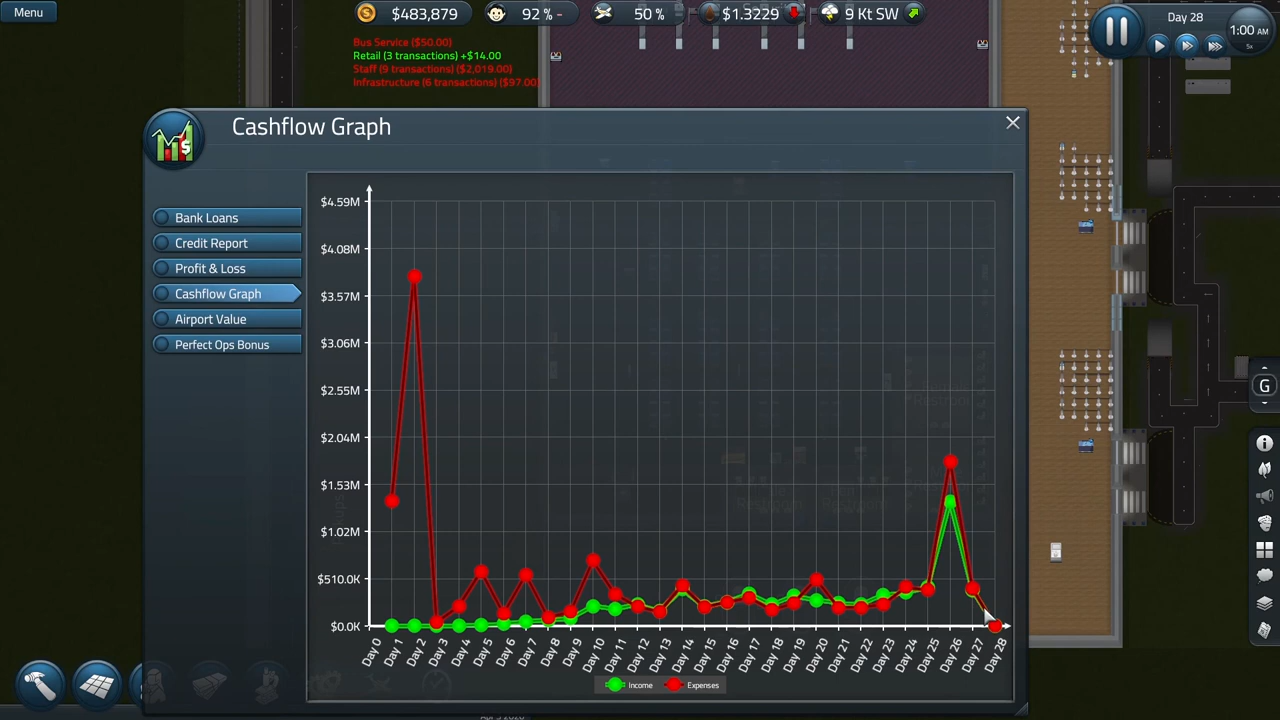 Menu
$483,879
92 % -
50 %
$1.3229
9 Kt SW
Day 28
1:00 AM
5x
Bus Service ($50.00)
Retail (3 transactions) +$14.00
Staff (9 transactions) ($2,019.00)
Infrastructure (6 transactions) ($97.00)
Cashflow Graph
Bank Loans
Credit Report
Profit & Loss
Cashflow Graph
Airport Value
Perfect Ops Bonus
$4.59M
$4.08M
$3.57M
$3.06M
$2.55M
$2.04M
$1.53M
$1.02M
$510.0K
$0.0K
Day 0
Day 1
Day 2
Day 3
Day 4
Day 5
Day 6
Day 7
Day 8
Day 9
Day 10
Day 11
Day 12
Day 13
Day 14
Day 15
Day 16
Day 17
Day 18
Day 19
Day 20
Day 21
Day 22
Day 23
Day 24
Day 25
Day 26
Day 27
Day 28
Income
Expenses
G